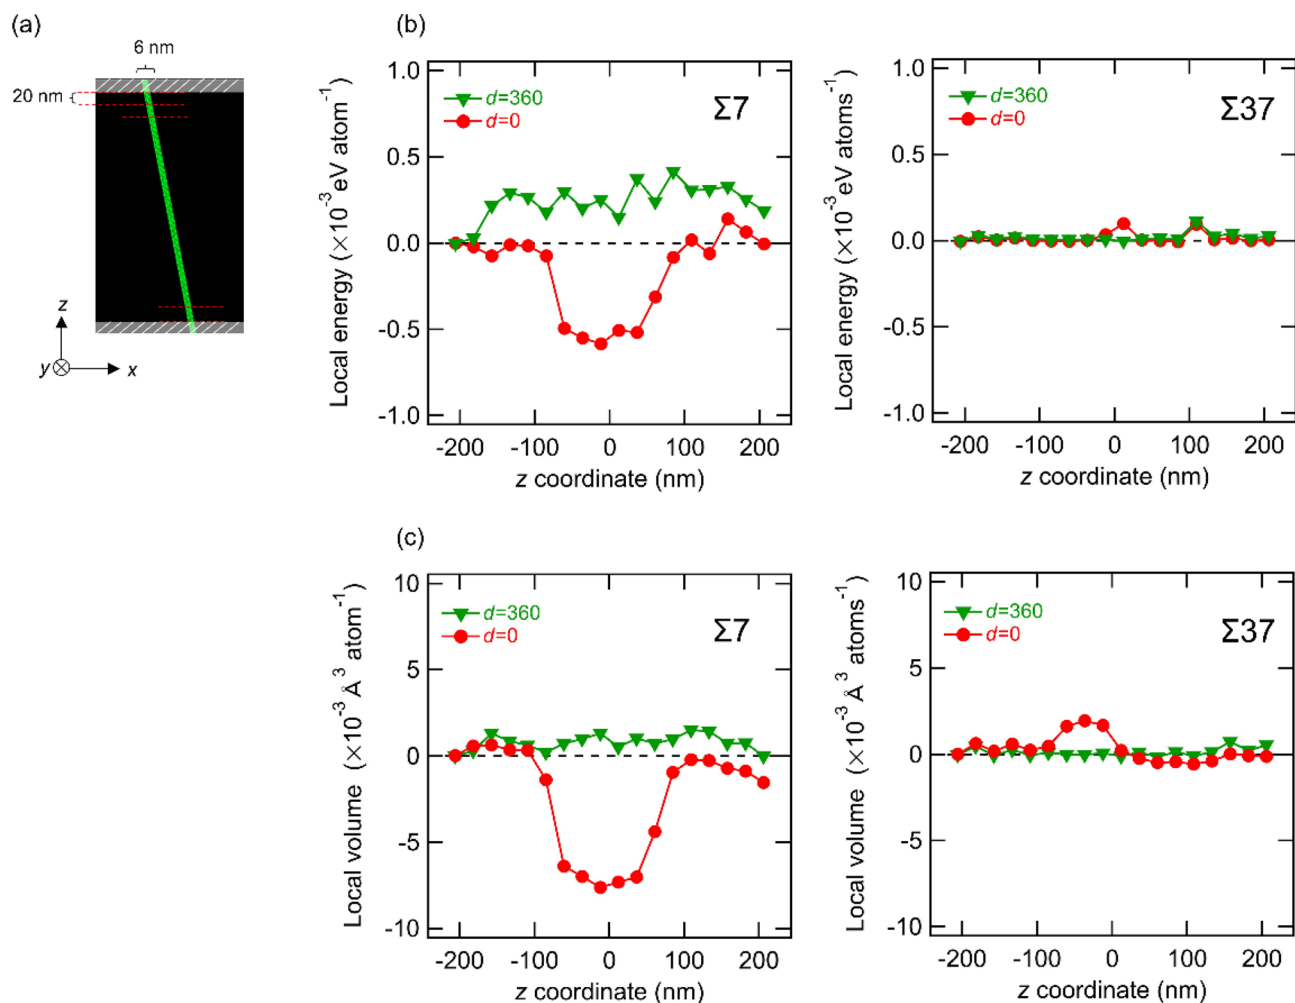 (a)
6 nm
20 nm
z
y
x
(b)
Local energy (×10⁻³ eV atom⁻¹)
1.0
0.5
0.0
-0.5
-1.0
d=360
d=0
Σ7
-200
-100
0
100
200
z coordinate (nm)
Local energy (×10⁻³ eV atoms⁻¹)
1.0
0.5
0.0
-0.5
-1.0
d=360
d=0
Σ37
-200
-100
0
100
200
z coordinate (nm)
(c)
Local volume (×10⁻³ Å³ atom⁻¹)
10
5
0
-5
-10
d=360
d=0
Σ7
-200
-100
0
100
200
z coordinate (nm)
Local volume (×10⁻³ Å³ atoms⁻¹)
10
5
0
-5
-10
d=360
d=0
Σ37
-200
-100
0
100
200
z coordinate (nm)